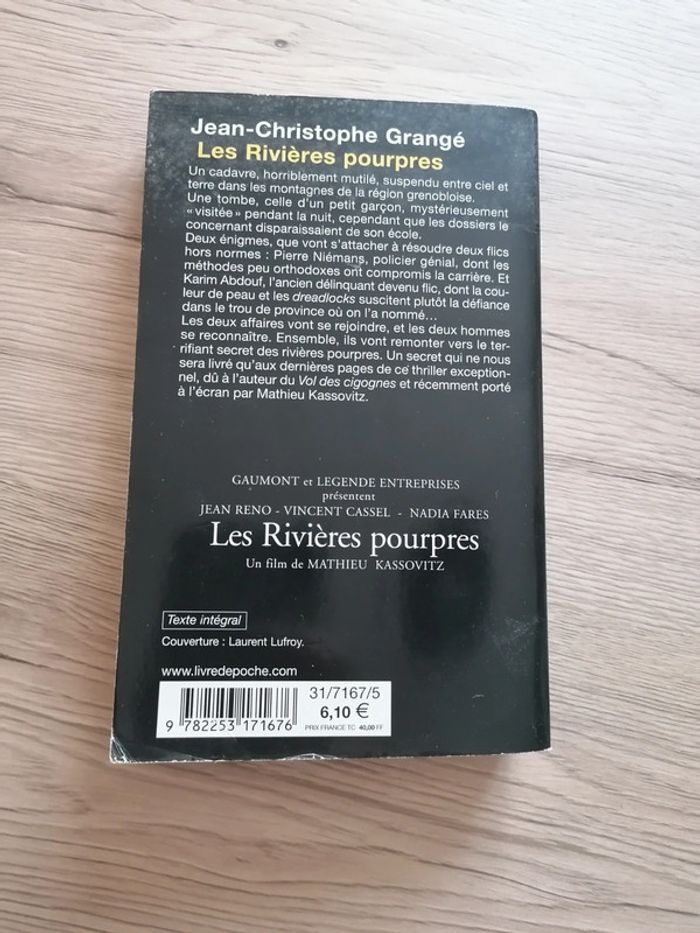 Jean-Christophe Grangé
Les Rivières pourpres
Un cadavre, horriblement mutilé, suspendu entre ciel et
terre dans les montagnes de la région grenobloise.
Une tombe, celle d'un petit garçon, mystérieusement
« visitée » pendant la nuit, cependant que les dossiers le
concernant disparaissaient de son école.
Deux énigmes, que vont s'attacher à résoudre deux flics
hors normes : Pierre Niémans, policier génial, dont les
méthodes peu orthodoxes ont compromis la carrière. Et
Karim Abdouf, l'ancien délinquant devenu flic, dont la cou-
leur de peau et les dreadlocks suscitent plutôt la défiance
dans le trou de province où on l'a nommé...
Les deux affaires vont se rejoindre, et les deux hommes
se reconnaître. Ensemble, ils vont remonter vers le ter-
rifiant secret des rivières pourpres. Un secret qui ne nous
sera livré qu'aux dernières pages de ce thriller exception-
nel, dû à l'auteur du Vol des cigognes et récemment porté
à l'écran par Mathieu Kassovitz.
GAUMONT et LEGENDE ENTREPRISES
présentent
JEAN RENO - VINCENT CASSEL - NADIA FARES
Les Rivières pourpres
Un film de MATHIEU KASSOVITZ
Texte intégral
Couverture : Laurent Lufroy.
www.livredepoche.com
31/7167/5
6,10 €
PRIX FRANCE TC 40,00 FF
9 782253 171676